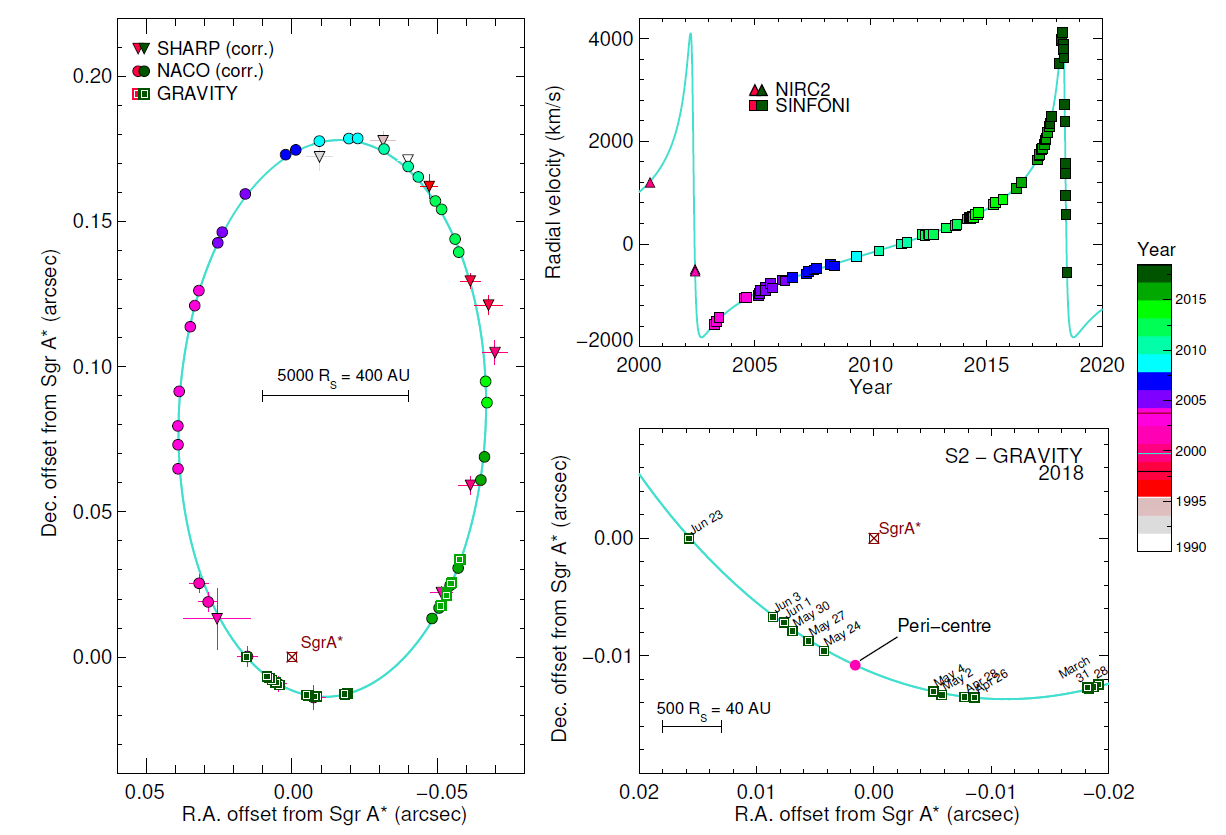 SHARP (corr.)
NACO (corr.)
GRAVITY
0.20
0.15
0.10
0.05
0.00
Dec. offset from Sgr A* (arcsec)
5000 RS = 400 AU
SgrA*
0.05
0.00
−0.05
R.A. offset from Sgr A* (arcsec)
4000
2000
0
−2000
Radial velocity (km/s)
NIRC2
SINFONI
2000
2005
2010
2015
2020
Year
S2 − GRAVITY
2018
0.00
−0.01
Dec. offset from Sgr A* (arcsec)
Jun 23
SgrA*
Jun 3
Jun 1
May 30
May 27
May 24
Peri−centre
May 4
May 2
Apr 28
Apr 26
March
31
28
500 RS = 40 AU
0.02
0.01
0.00
−0.01
−0.02
R.A. offset from Sgr A* (arcsec)
Year
2015
2010
2005
2000
1995
1990